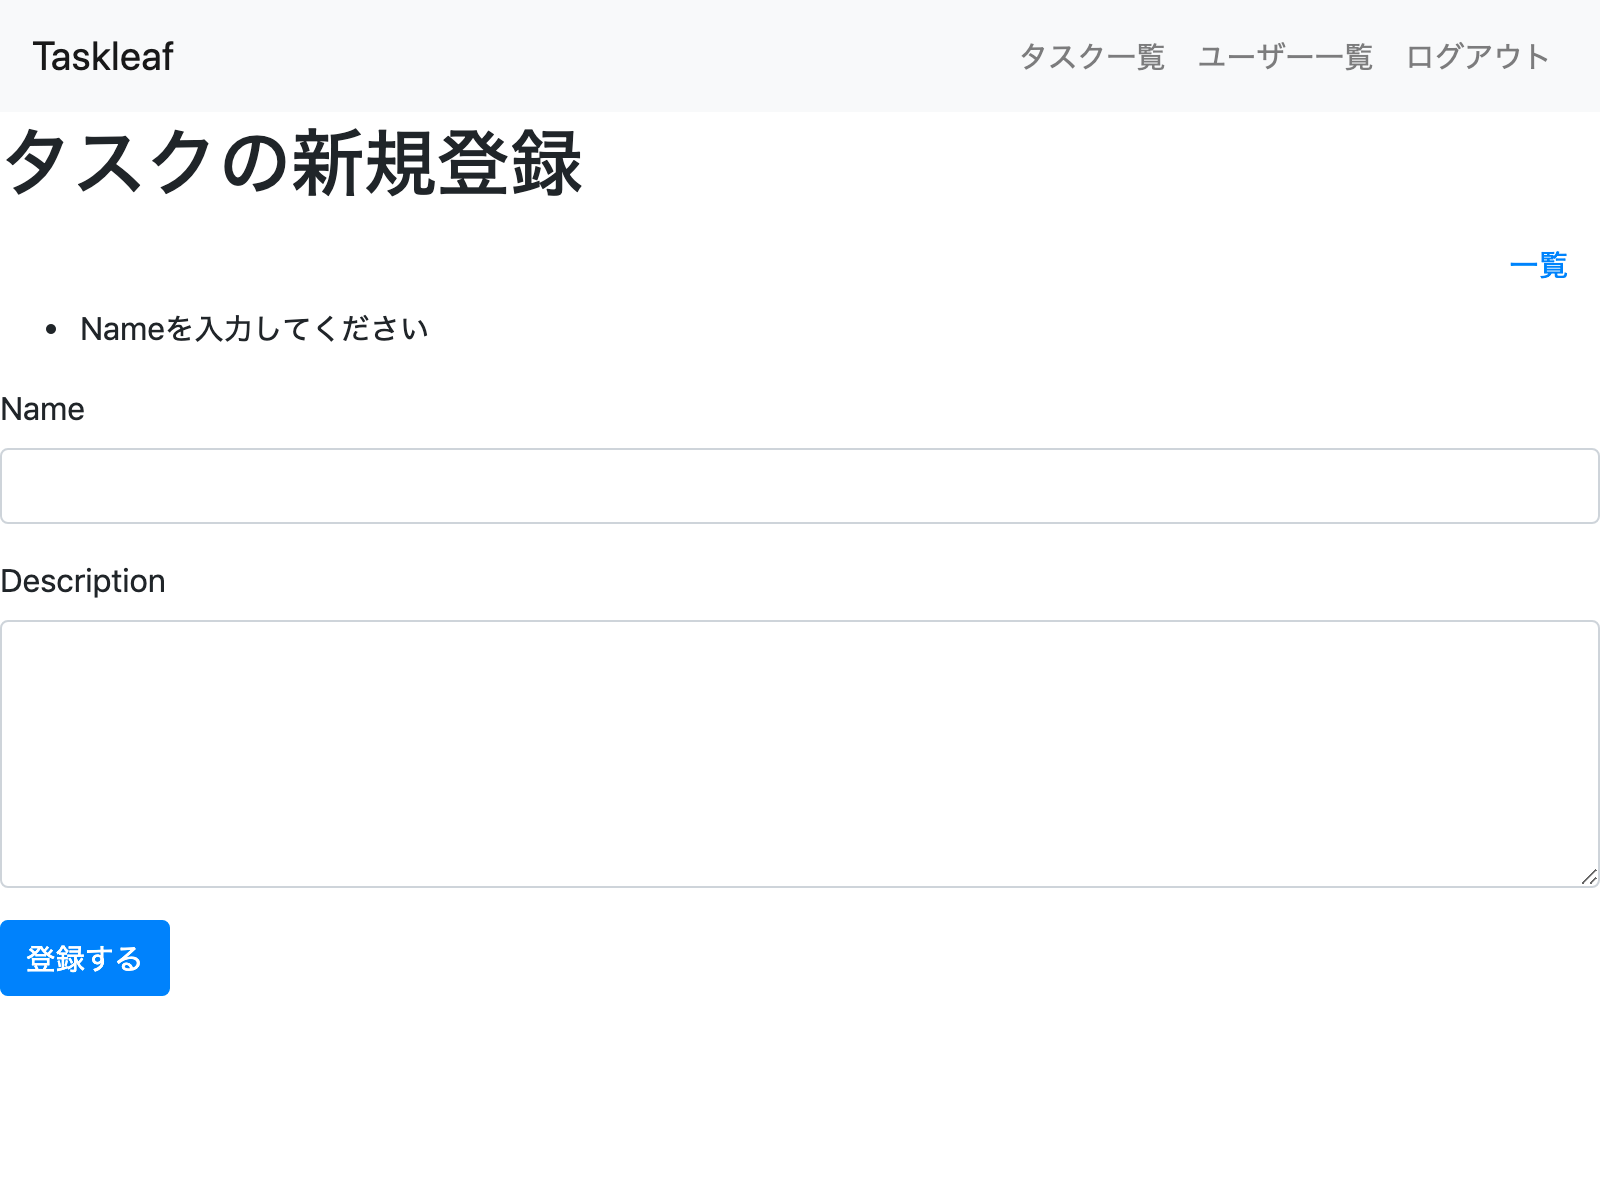 Taskleaf タスク一覧 ユーザー一覧 ログアウト
タスクの新規登録
一覧
• Nameを入力してください
Name
Description
登録する